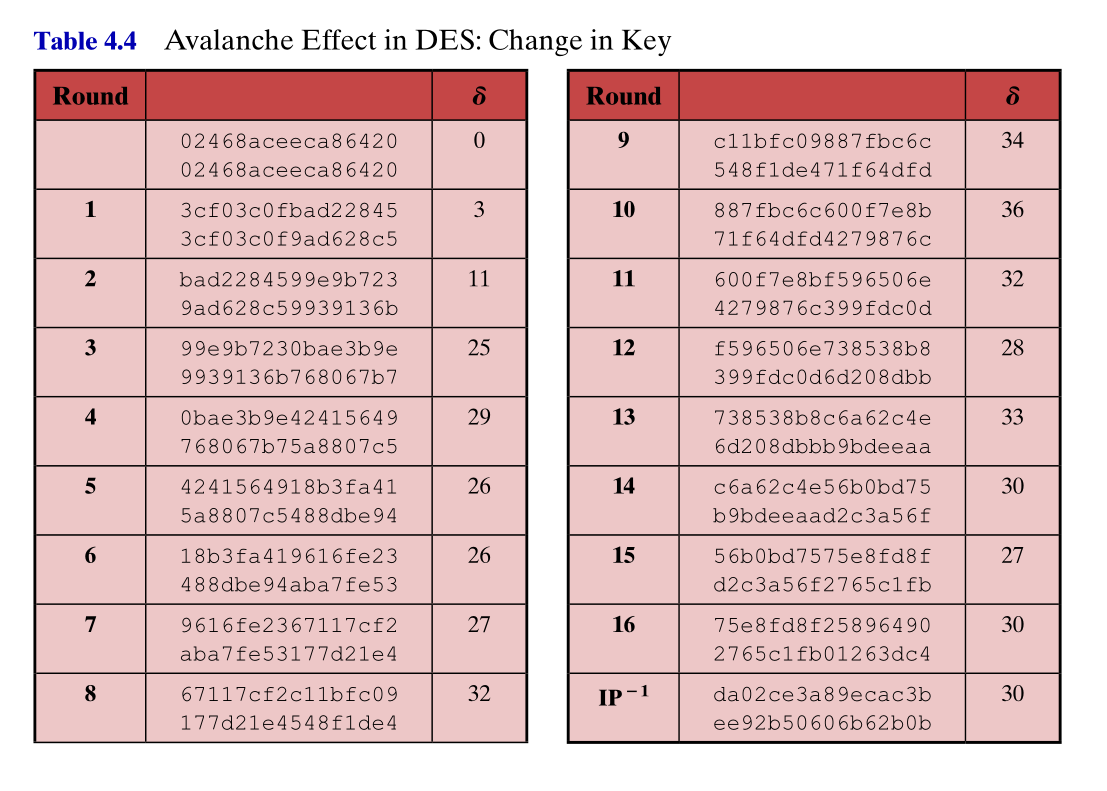 Table 4.4 Avalanche Effect in DES: Change in Key
Round δ
02468aceeca86420 0
02468aceeca86420
1 3cf03c0fbad22845 3
3cf03c0f9ad628c5
2 bad2284599e9b723 11
9ad628c59939136b
3 99e9b7230bae3b9e 25
9939136b768067b7
4 0bae3b9e42415649 29
768067b75a8807c5
5 4241564918b3fa41 26
5a8807c5488dbe94
6 18b3fa419616fe23 26
488dbe94aba7fe53
7 9616fe2367117cf2 27
aba7fe53177d21e4
8 67117cf2c11bfc09 32
177d21e4548f1de4
Round δ
9 c11bfc09887fbc6c 34
548f1de471f64dfd
10 887fbc6c600f7e8b 36
71f64dfd4279876c
11 600f7e8bf596506e 32
4279876c399fdc0d
12 f596506e738538b8 28
399fdc0d6d208dbb
13 738538b8c6a62c4e 33
6d208dbbb9bdeeaa
14 c6a62c4e56b0bd75 30
b9bdeeaad2c3a56f
15 56b0bd7575e8fd8f 27
d2c3a56f2765c1fb
16 75e8fd8f25896490 30
2765c1fb01263dc4
IP⁻¹ da02ce3a89ecac3b 30
ee92b50606b62b0b